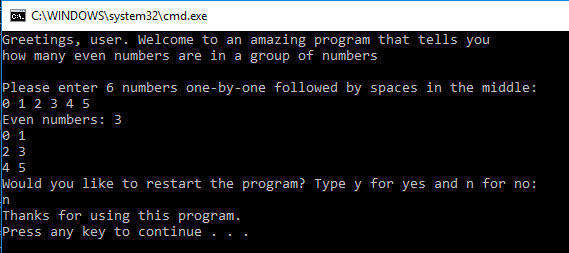 C:\WINDOWS\system32\cmd.exe
Greetings, user. Welcome to an amazing program that tells you
how many even numbers are in a group of numbers
Please enter 6 numbers one-by-one followed by spaces in the middle:
0 1 2 3 4 5
Even numbers: 3
0 1
2 3
4 5
Would you like to restart the program? Type y for yes and n for no:
n
Thanks for using this program.
Press any key to continue . . .